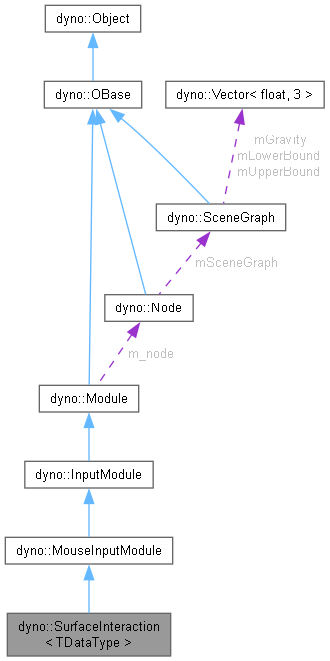 dyno::Object
dyno::OBase
dyno::Vector< float, 3 >
mGravity
mLowerBound
mUpperBound
dyno::SceneGraph
mSceneGraph
dyno::Node
m_node
dyno::Module
dyno::InputModule
dyno::MouseInputModule
dyno::SurfaceInteraction
< TDataType >